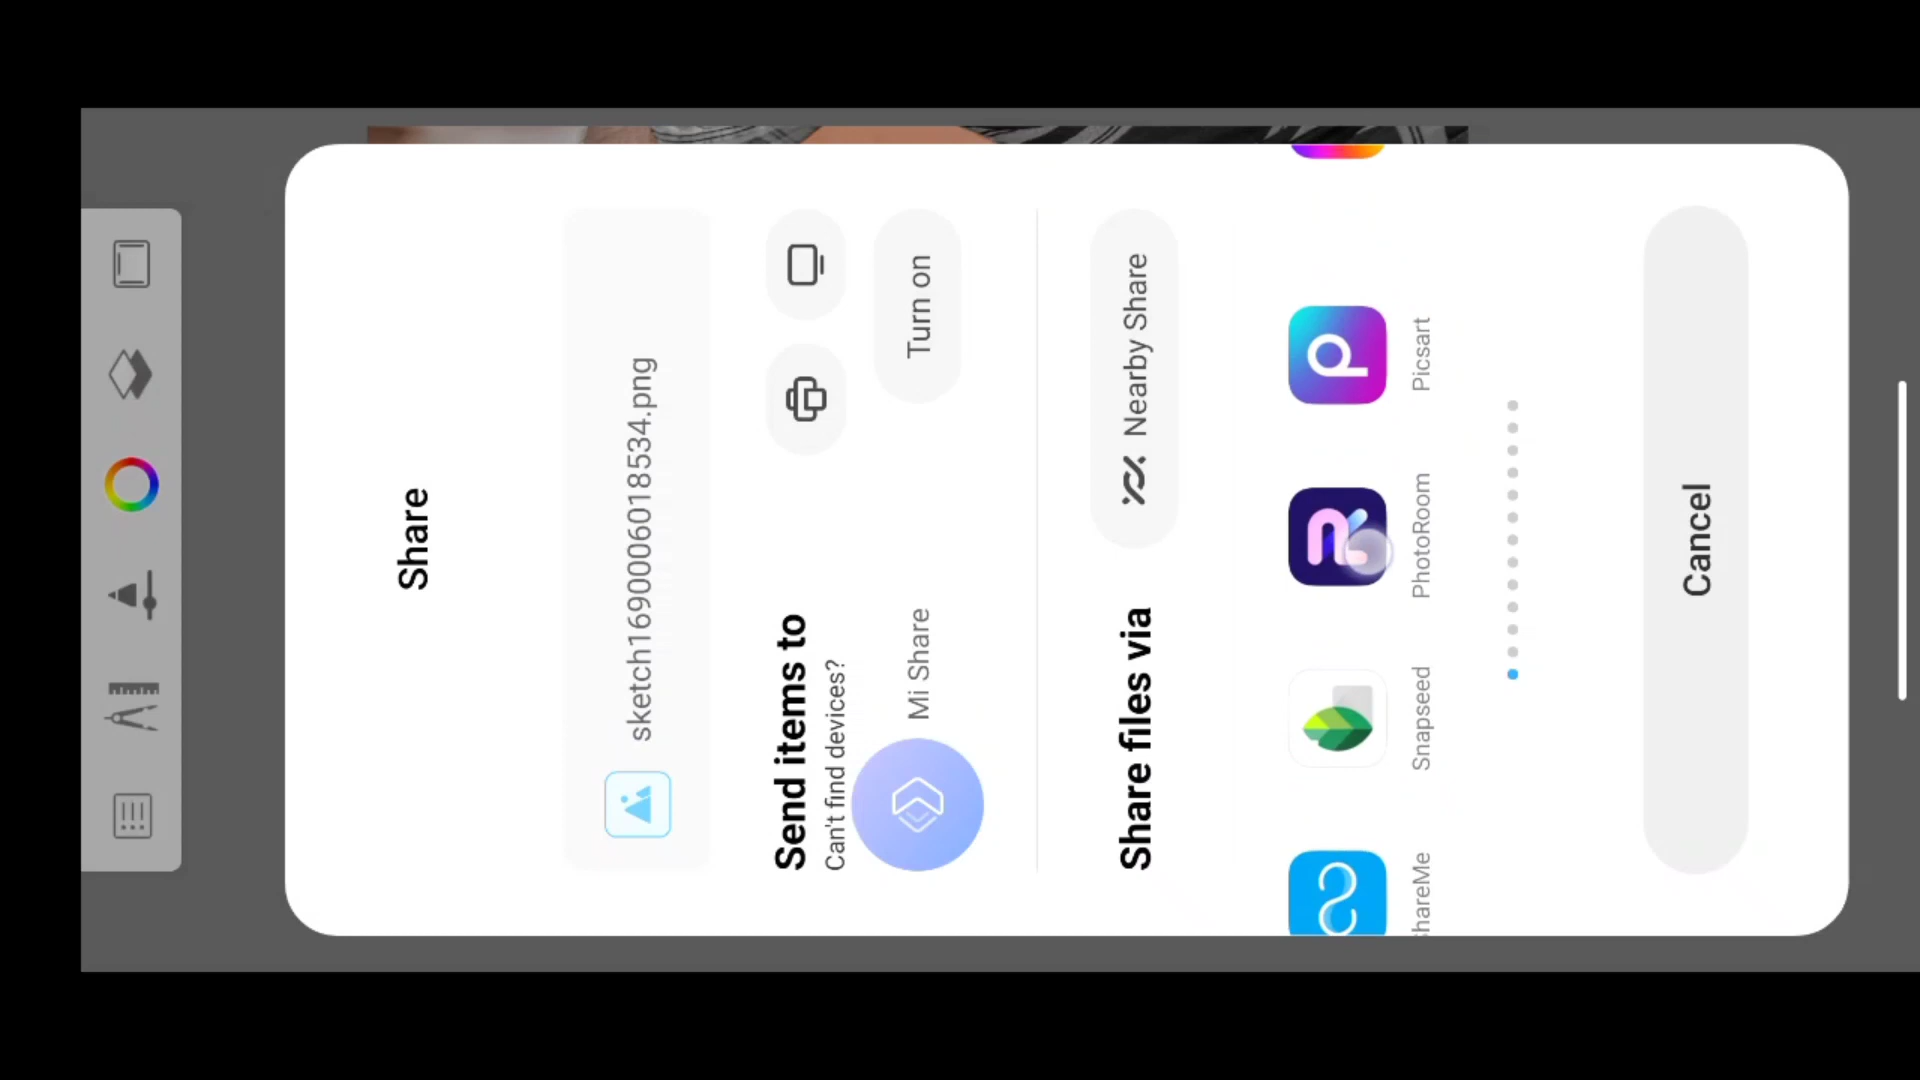 Share
sketch1690006018534.png
Send items to
Can't find devices?
Mi Share
Turn on
Share files via
Nearby Share
hareMe
Snapseed
PhotoRoom
Picsart
Cancel